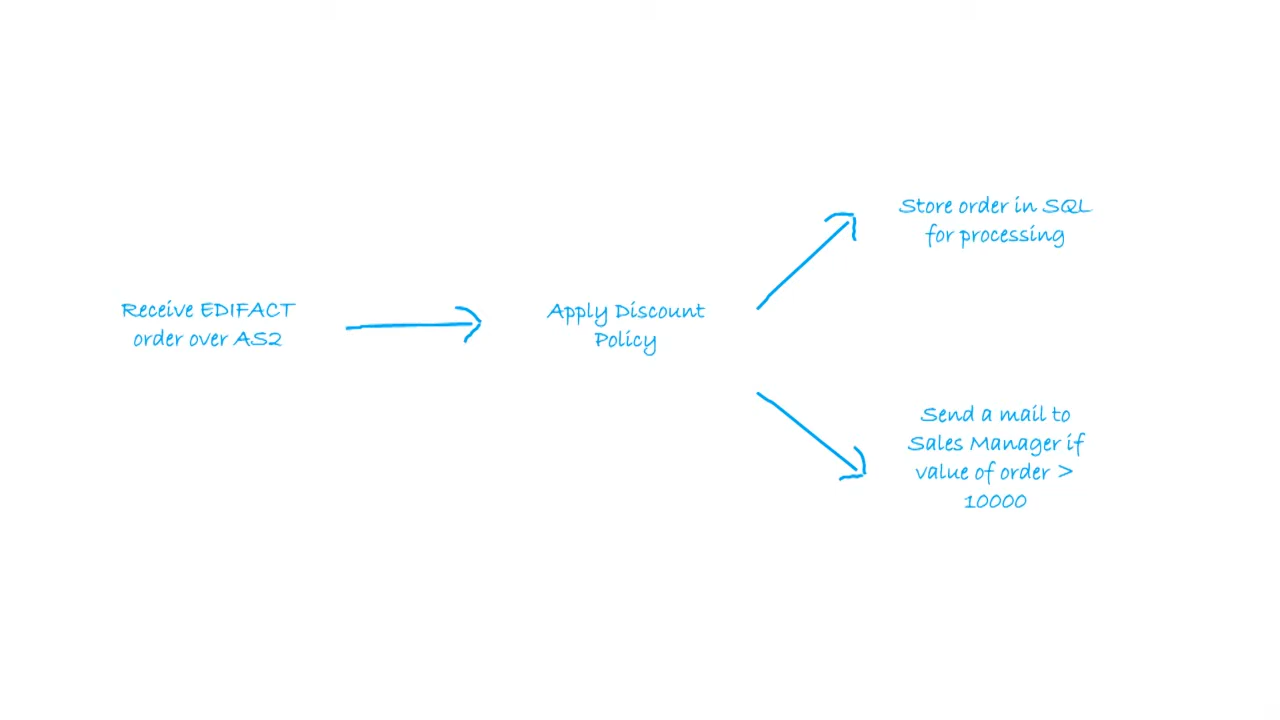 Receive EDIFACT
order over AS2
Apply Discount
Policy
Store order in SQL
for processing
Send a mail to
Sales Manager if
value of order >
10000